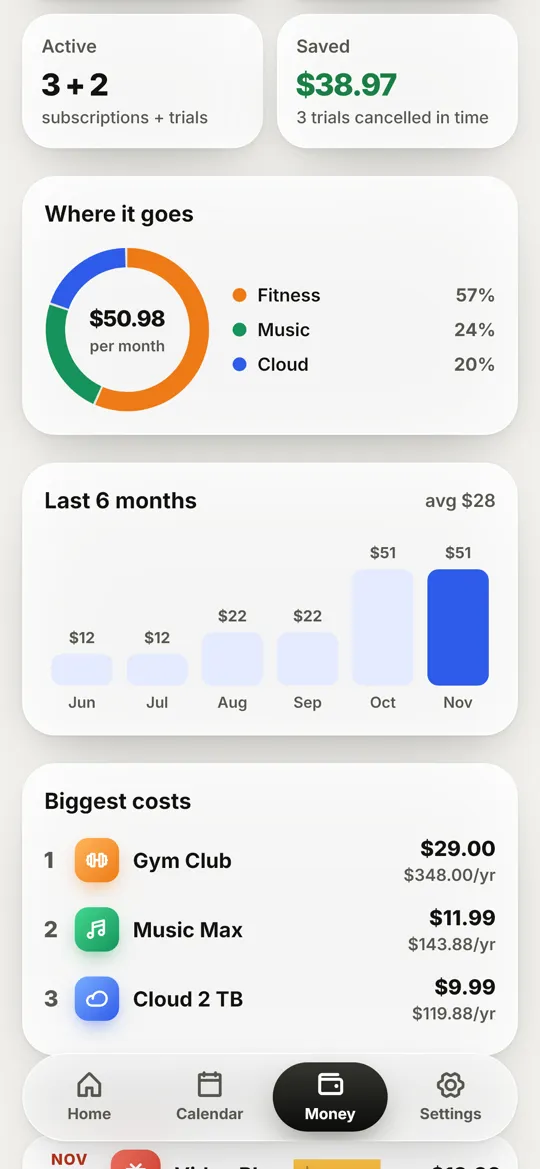 Active
3 + 2
subscriptions + trials
Saved
$38.97
3 trials cancelled in time
Where it goes
$50.98
per month
Fitness 57%
Music 24%
Cloud 20%
Last 6 months avg $28
$12 $12 $22 $22 $51 $51
Jun Jul Aug Sep Oct Nov
Biggest costs
1 Gym Club $29.00
$348.00/yr
2 Music Max $11.99
$143.88/yr
3 Cloud 2 TB $9.99
$119.88/yr
Home Calendar Money Settings
NOV